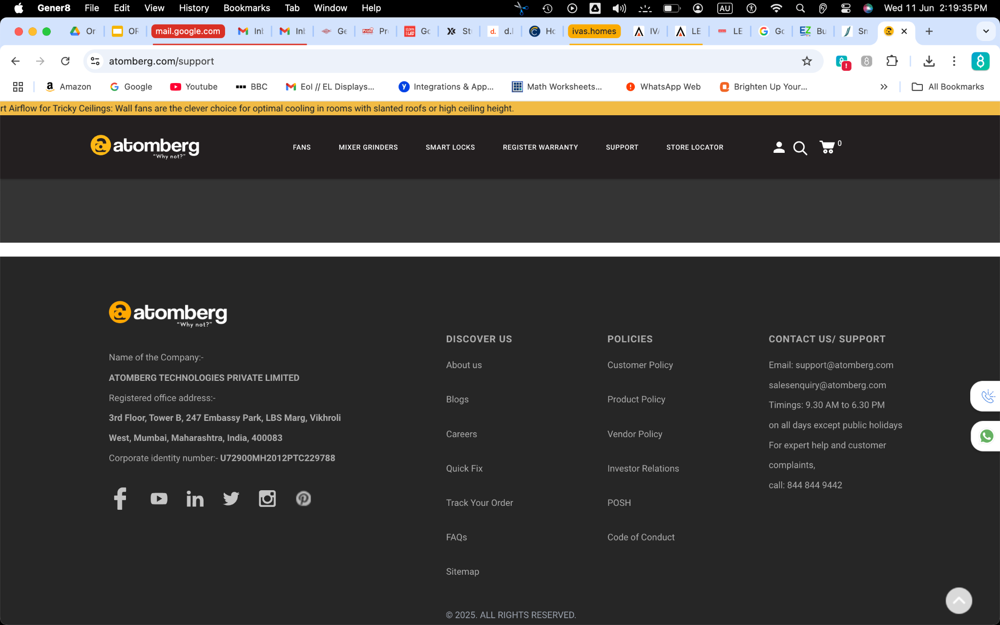 Gener8 File Edit View History Bookmarks Tab Window Help AU Wed 11 Jun 2:19:35 PM
Or OR mail.google.com Inb Inb Ge Pr Gc St d.l Hc ivas.homes IV LE LE Gc Bu Sn
atomberg.com/support
Amazon Google Youtube BBC Eol // EL Displays... Integrations & App... Math Worksheets... WhatsApp Web Brighten Up Your... All Bookmarks
rt Airflow for Tricky Ceilings: Wall fans are the clever choice for optimal cooling in rooms with slanted roofs or high ceiling height.
atomberg
"Why not?"
FANS MIXER GRINDERS SMART LOCKS REGISTER WARRANTY SUPPORT STORE LOCATOR 0
atomberg
"Why not?"
Name of the Company:-
ATOMBERG TECHNOLOGIES PRIVATE LIMITED
Registered office address:-
3rd Floor, Tower B, 247 Embassy Park, LBS Marg, Vikhroli
West, Mumbai, Maharashtra, India, 400083
Corporate identity number:- U72900MH2012PTC229788
DISCOVER US
About us
Blogs
Careers
Quick Fix
Track Your Order
FAQs
Sitemap
POLICIES
Customer Policy
Product Policy
Vendor Policy
Investor Relations
POSH
Code of Conduct
CONTACT US/ SUPPORT
Email: support@atomberg.com
salesenquiry@atomberg.com
Timings: 9.30 AM to 6.30 PM
on all days except public holidays
For expert help and customer
complaints,
call: 844 844 9442
© 2025. ALL RIGHTS RESERVED.